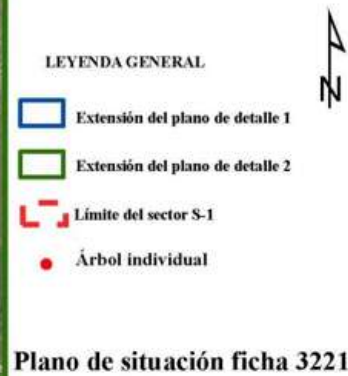 N
LEYENDA GENERAL
Extensión del plano de detalle 1
Extensión del plano de detalle 2
Límite del sector S-1
Árbol individual
Plano de situación ficha 3221